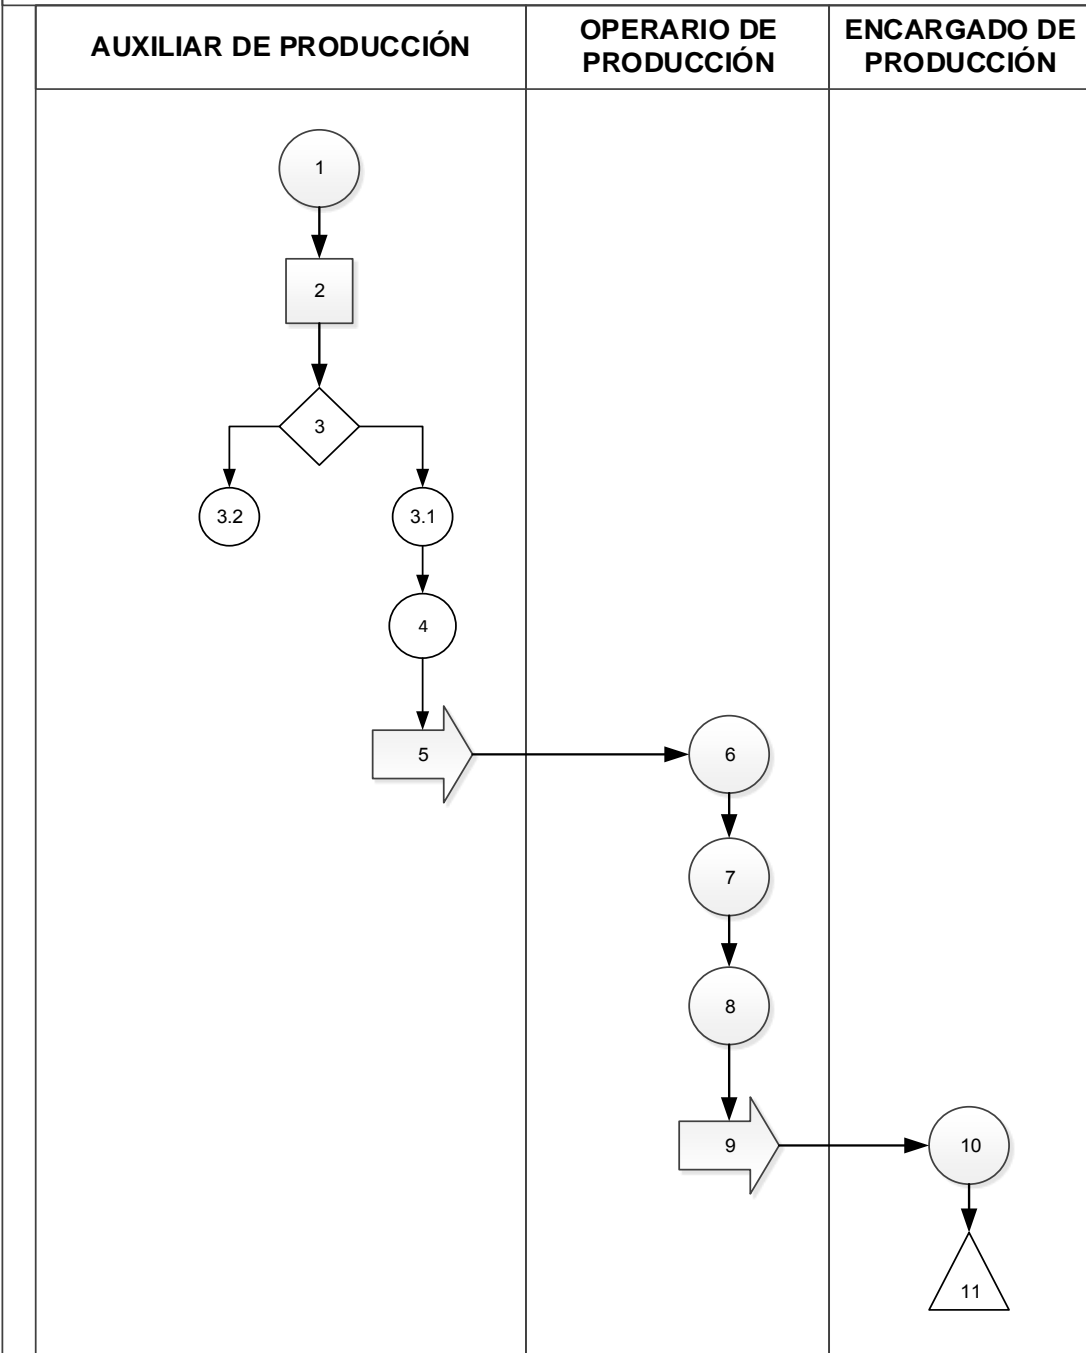 AUXILIAR DE PRODUCCIÓN
OPERARIO DE
PRODUCCIÓN
ENCARGADO DE
PRODUCCIÓN
1
2
3
3.2
3.1
4
5
6
7
8
9
10
11